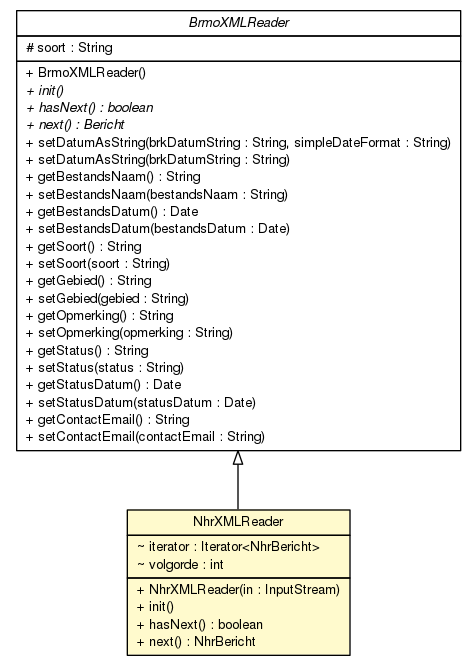 BrmoXMLReader
# soort : String
+ BrmoXMLReader()
+ init()
+ hasNext() : boolean
+ next() : Bericht
+ setDatumAsString(brkDatumString : String, simpleDateFormat : String)
+ setDatumAsString(brkDatumString : String)
+ getBestandsNaam() : String
+ setBestandsNaam(bestandsNaam : String)
+ getBestandsDatum() : Date
+ setBestandsDatum(bestandsDatum : Date)
+ getSoort() : String
+ setSoort(soort : String)
+ getGebied() : String
+ setGebied(gebied : String)
+ getOpmerking() : String
+ setOpmerking(opmerking : String)
+ getStatus() : String
+ setStatus(status : String)
+ getStatusDatum() : Date
+ setStatusDatum(statusDatum : Date)
+ getContactEmail() : String
+ setContactEmail(contactEmail : String)
NhrXMLReader
~ iterator : Iterator<NhrBericht>
~ volgorde : int
+ NhrXMLReader(in : InputStream)
+ init()
+ hasNext() : boolean
+ next() : NhrBericht